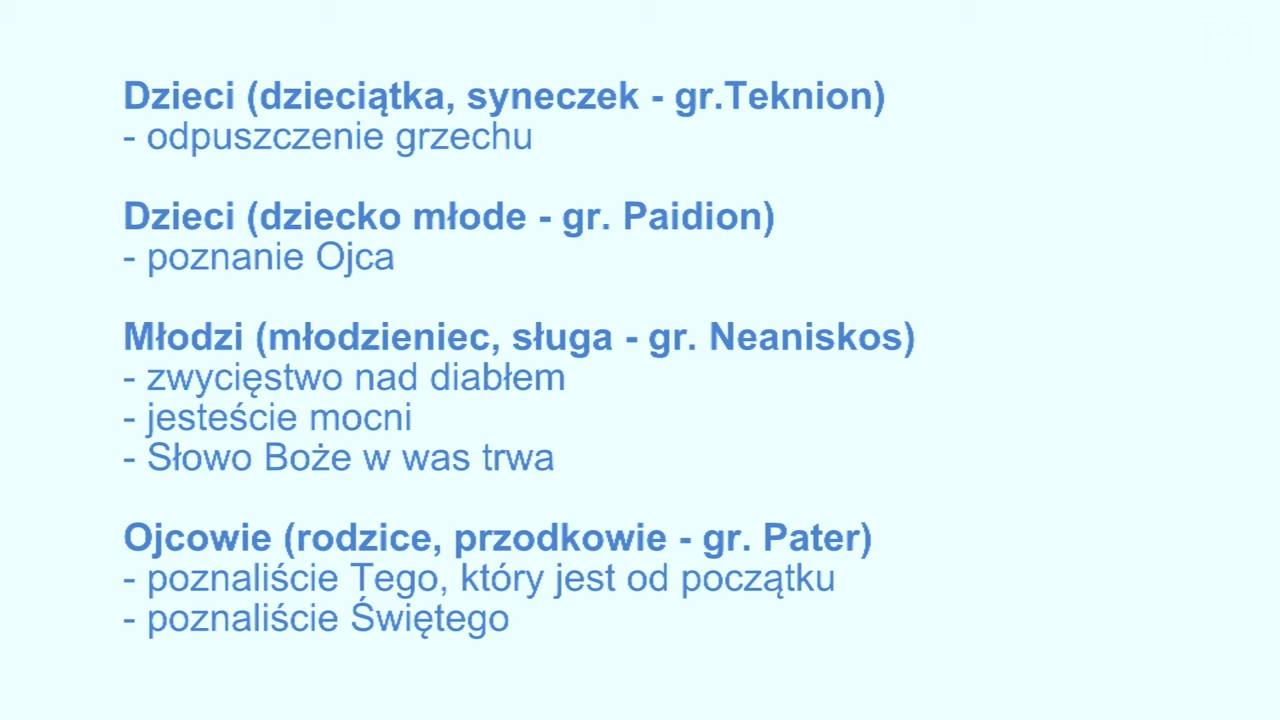 Dzieci (dzieciątka, syneczek - gr.Teknion)
- odpuszczenie grzechu
Dzieci (dziecko młode - gr. Paidion)
- poznanie Ojca
Młodzi (młodzieniec, sługa - gr. Neaniskos)
- zwycięstwo nad diabłem
- jesteście mocni
- Słowo Boże w was trwa
Ojcowie (rodzice, przodkowie - gr. Pater)
- poznaliście Tego, który jest od początku
- poznaliście Świętego